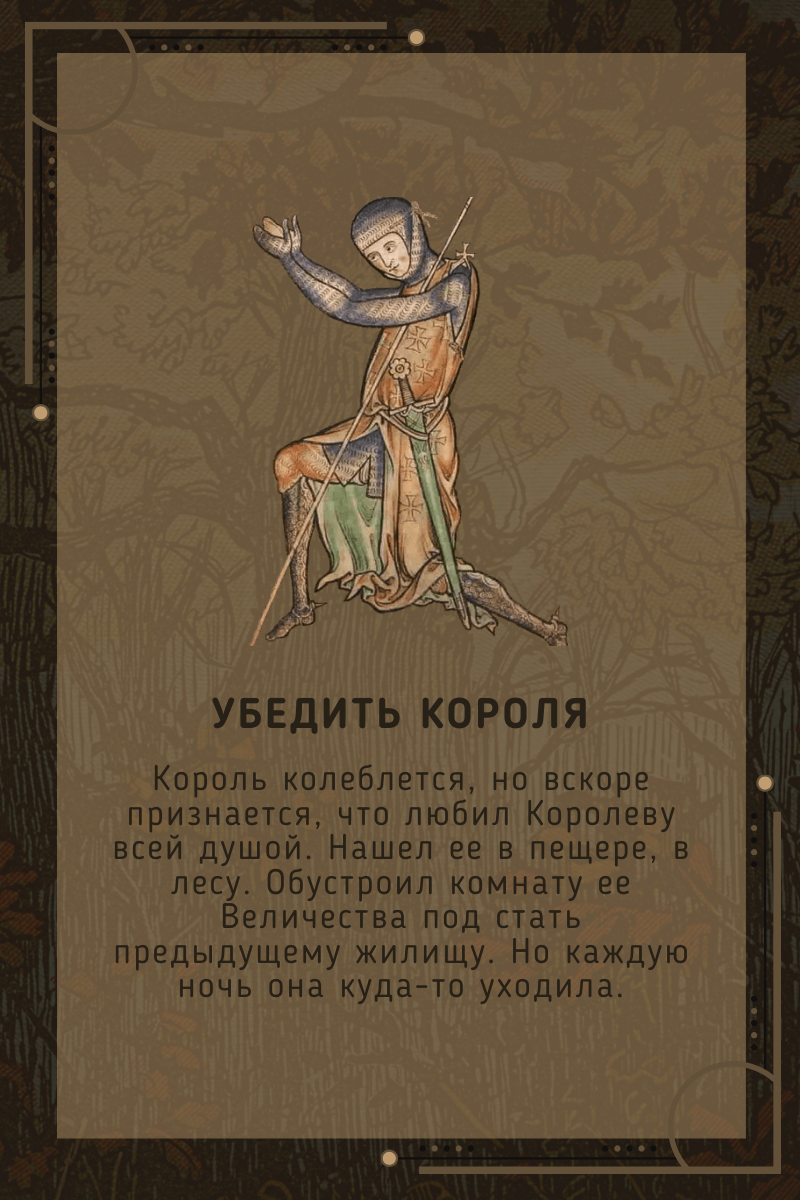 УБЕДИТЬ КОРОЛЯ
Король колеблется, но вскоре
признается, что любил Королеву
всей душой. Нашел ее в пещере, в
лесу. Обустроил комнату ее
Величества под стать
предыдущему жилищу. Но каждую
ночь она куда-то уходила.